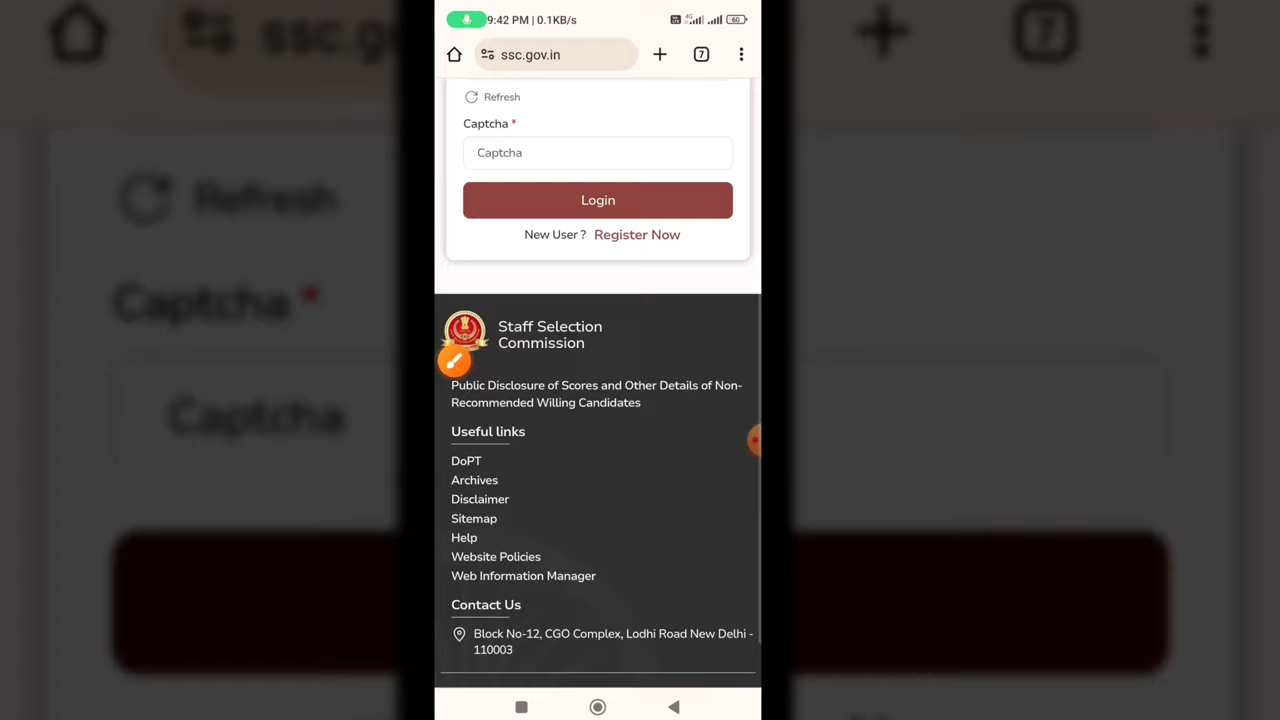 9:42 PM | 0.1KB/s
4G
60
ssc.gov.in
7
Refresh
Captcha *
Captcha
Login
New User ? Register Now
Staff Selection
Commission
Public Disclosure of Scores and Other Details of Non-
Recommended Willing Candidates
Useful links
DoPT
Archives
Disclaimer
Sitemap
Help
Website Policies
Web Information Manager
Contact Us
Block No-12, CGO Complex, Lodhi Road New Delhi -
110003